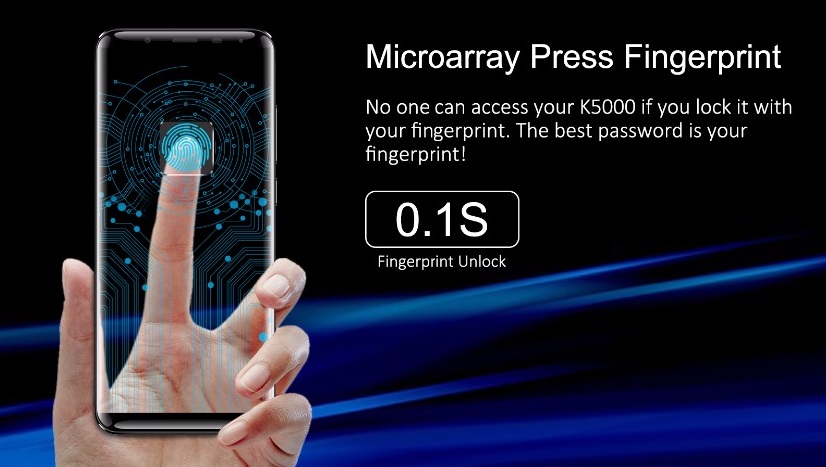 Microarray Press Fingerprint
No one can access your K5000 if you lock it with
your fingerprint. The best password is your
fingerprint!
0.1S
Fingerprint Unlock